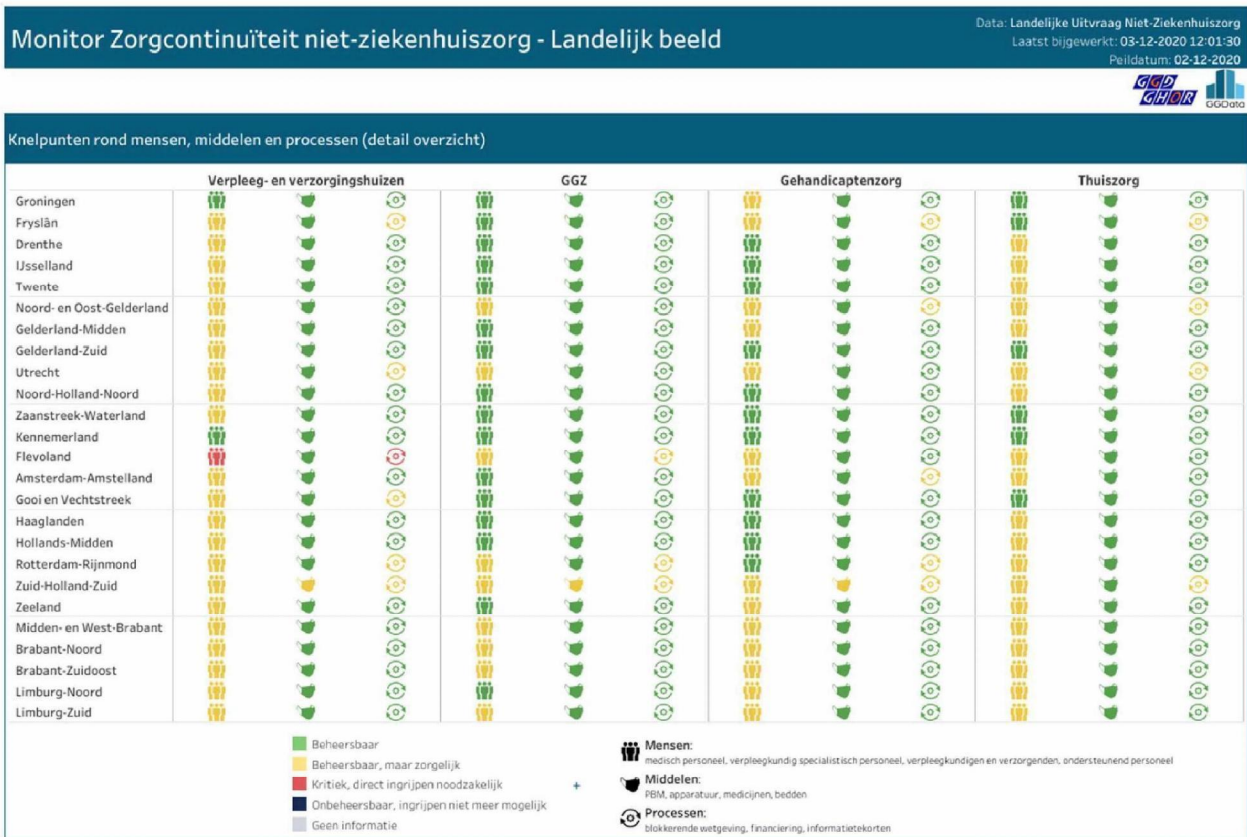 Monitor Zorgcontinuïteit niet-ziekenhuiszorg - Landelijk beeld
Data: Landelijke Uitvraag Niet-Ziekenhuiszorg
Laatst bijgewerkt: 03-12-2020 12:01:30
Peildatum: 02-12-2020
GGD
GHOR
GGData
Knelpunten rond mensen, middelen en processen (detail overzicht)
Verpleeg- en verzorgingshuizen GGZ Gehandicaptenzorg Thuiszorg
Groningen
Fryslân
Drenthe
IJsselland
Twente
Noord- en Oost-Gelderland
Gelderland-Midden
Gelderland-Zuid
Utrecht
Noord-Holland-Noord
Zaanstreek-Waterland
Kennemerland
Flevoland
Amsterdam-Amstelland
Gooi en Vechtstreek
Haaglanden
Hollands-Midden
Rotterdam-Rijnmond
Zuid-Holland-Zuid
Zeeland
Midden- en West-Brabant
Brabant-Noord
Brabant-Zuidoost
Limburg-Noord
Limburg-Zuid
Beheersbaar
Beheersbaar, maar zorgelijk
Kritiek, direct ingrijpen noodzakelijk +
Onbeheersbaar, ingrijpen niet meer mogelijk
Geen informatie
Mensen:
medisch personeel, verpleegkundig specialistisch personeel, verpleegkundigen en verzorgenden, ondersteunend personeel
Middelen:
PBM, apparatuur, medicijnen, bedden
Processen:
blokkerende wetgeving, financiering, informatietekorten